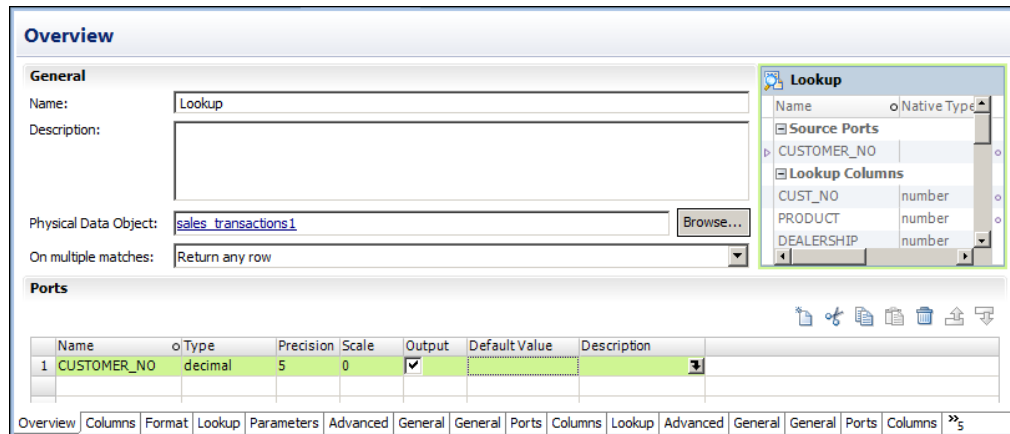 Overview
General
Name: Lookup
Description:
Physical Data Object: sales_transactions1 Browse...
On multiple matches: Return any row
Lookup
Name Native Type
Source Ports
CUSTOMER_NO
Lookup Columns
CUST_NO number
PRODUCT number
DEALERSHIP number
Ports
Name Type Precision Scale Output Default Value Description
1 CUSTOMER_NO decimal 5 0
Overview Columns Format Lookup Parameters Advanced General General Ports Columns Lookup Advanced General General Ports Columns »5